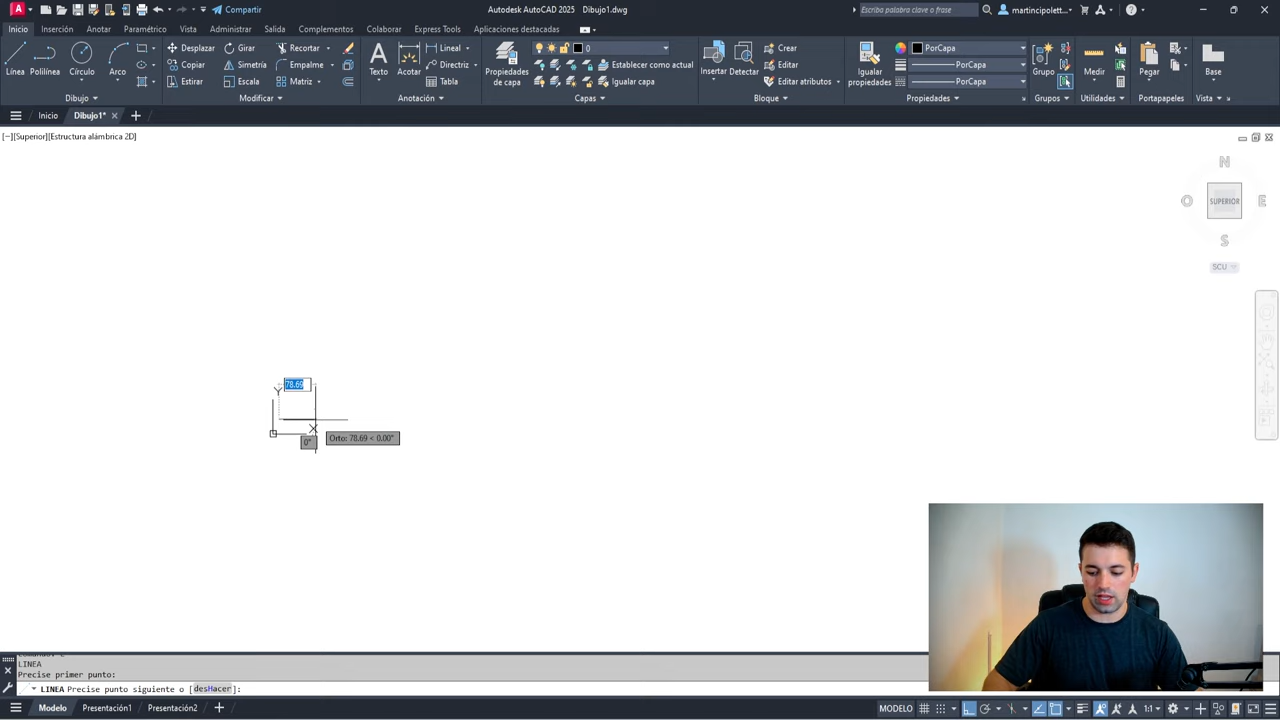 A Compartir Autodesk AutoCAD 2025 Dibujo1.dwg Escriba palabra clave o frase martincipolett...
Inicio Inserción Anotar Paramétrico Vista Administrar Salida Complementos Colaborar Express Tools Aplicaciones destacadas
Desplazar Girar Recortar Lineal 0 Crear PorCapa
Copiar Simetría Empalme Directriz Establecer como actual Editar PorCapa
Estirar Escala Matriz Tabla Igualar capa Editar atributos PorCapa
Línea Polilínea Círculo Arco Texto Acotar Propiedades de capa Insertar Detectar Igualar propiedades Grupo Medir Pegar Base
Dibujo Modificar Anotación Capas Bloque Propiedades Grupos Utilidades Portapapeles Vista
Inicio Dibujo1*
[−][Superior][Estructura alámbrica 2D]
N
O SUPERIOR E
S
SCU
78.69
Y
X
Orto: 78.69 < 0.00°
0°
LINEA
Precise primer punto:
LINEA Precise punto siguiente o [desHacer]:
Modelo Presentación1 Presentación2 MODELO 1:1